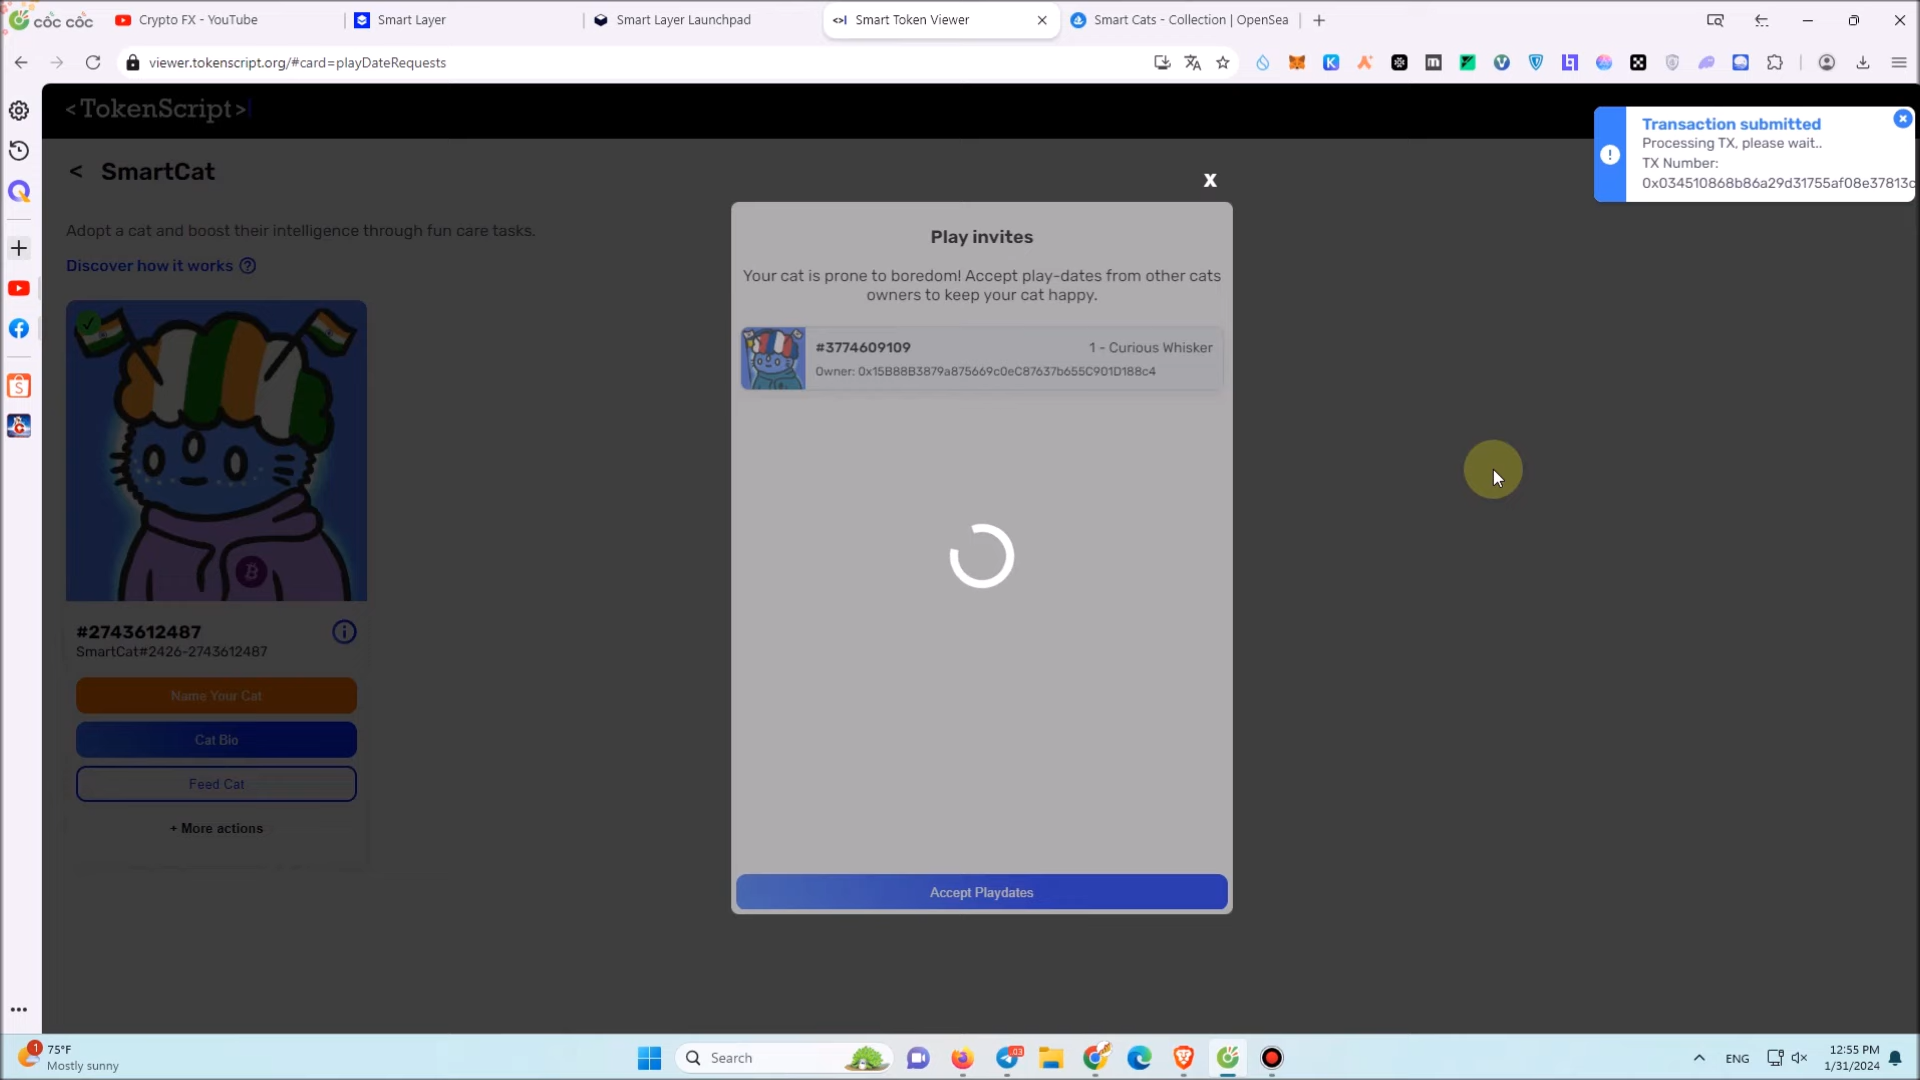 cốc cốc
Crypto FX - YouTube
Smart Layer
Smart Layer Launchpad
<>| Smart Token Viewer
Smart Cats - Collection | OpenSea
viewer.tokenscript.org/#card=playDateRequests
<TokenScript>
Transaction submitted
Processing TX, please wait..
TX Number:
0x034510868b86a29d31755af08e37813c
< SmartCat
X
Adopt a cat and boost their intelligence through fun care tasks.
Discover how it works ?
Play invites
Your cat is prone to boredom! Accept play-dates from other cats
owners to keep your cat happy.
#3774609109
1 - Curious Whisker
Owner: 0x15B88B3879a875669c0eC87637b655C901D188c4
#2743612487
SmartCat#2426-2743612487
Name Your Cat
Cat Bio
Feed Cat
+ More actions
Accept Playdates
1
75°F
Mostly sunny
Search
03
ENG
12:55 PM
1/31/2024